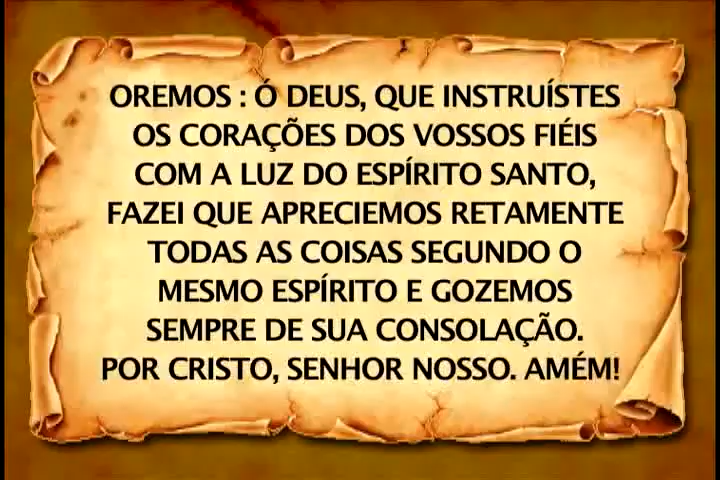 OREMOS : Ó DEUS, QUE INSTRUÍSTES
OS CORAÇÕES DOS VOSSOS FIÉIS
COM A LUZ DO ESPÍRITO SANTO,
FAZEI QUE APRECIEMOS RETAMENTE
TODAS AS COISAS SEGUNDO O
MESMO ESPÍRITO E GOZEMOS
SEMPRE DE SUA CONSOLAÇÃO.
POR CRISTO, SENHOR NOSSO. AMÉM!